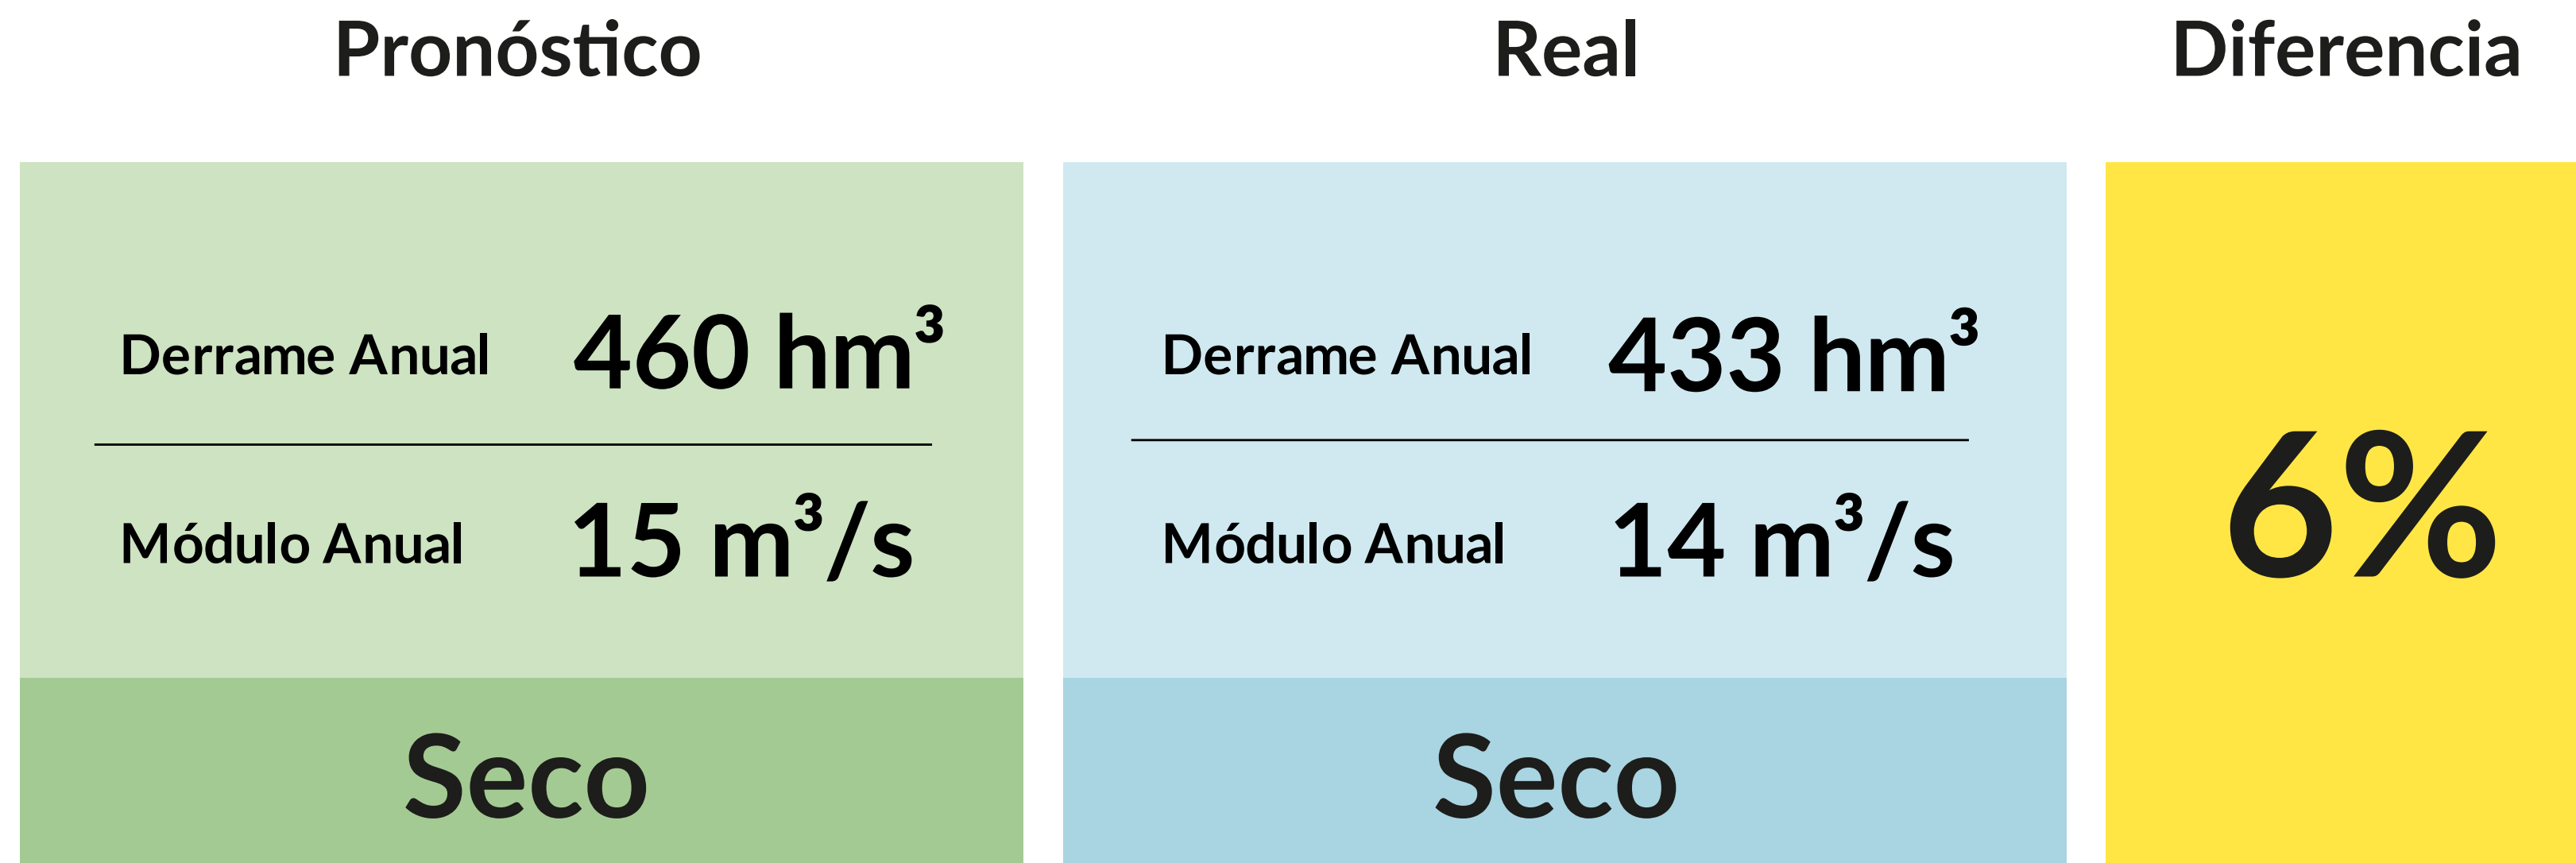 Pronóstico
Derrame Anual 460 hm³
Módulo Anual 15 m³/s
Seco
Real
Derrame Anual 433 hm³
Módulo Anual 14 m³/s
Seco
Diferencia
6%